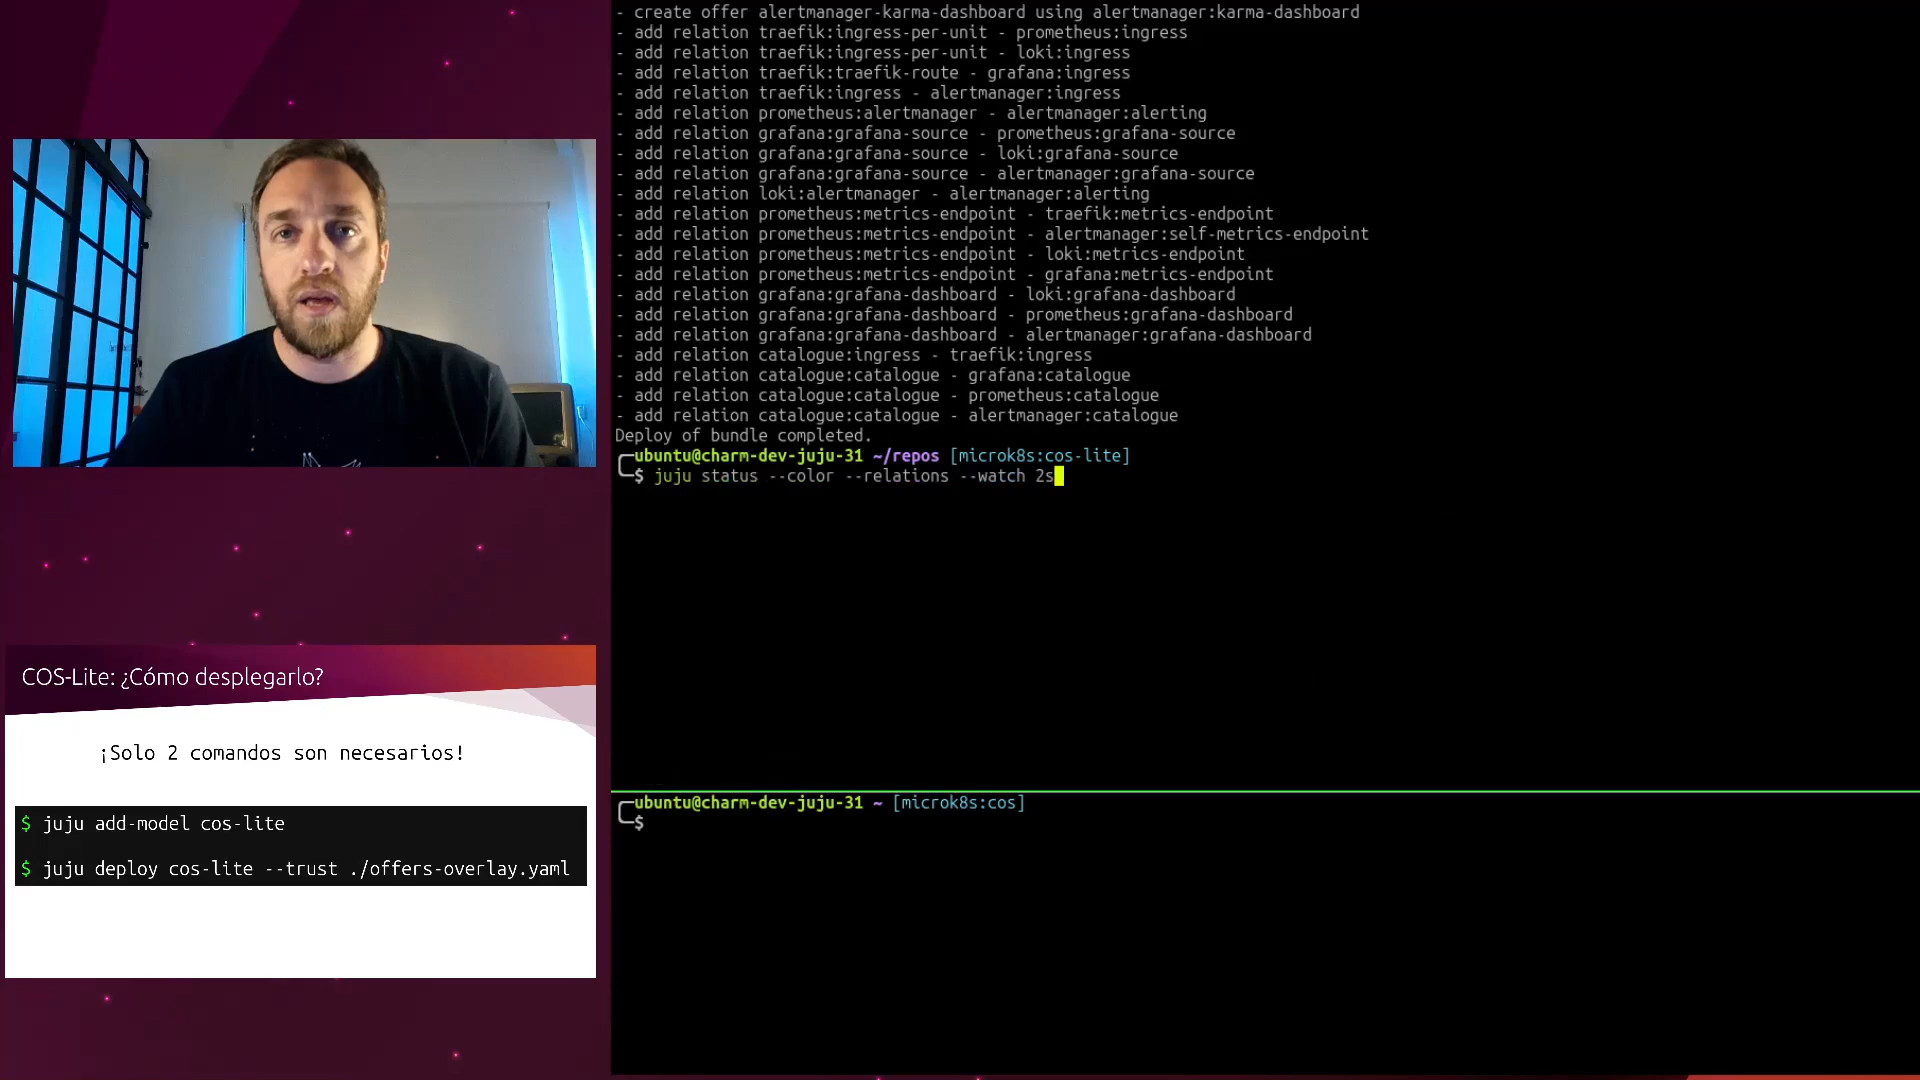 - create offer alertmanager-karma-dashboard using alertmanager:karma-dashboard
- add relation traefik:ingress-per-unit - prometheus:ingress
- add relation traefik:ingress-per-unit - loki:ingress
- add relation traefik:traefik-route - grafana:ingress
- add relation traefik:ingress - alertmanager:ingress
- add relation prometheus:alertmanager - alertmanager:alerting
- add relation grafana:grafana-source - prometheus:grafana-source
- add relation grafana:grafana-source - loki:grafana-source
- add relation grafana:grafana-source - alertmanager:grafana-source
- add relation loki:alertmanager - alertmanager:alerting
- add relation prometheus:metrics-endpoint - traefik:metrics-endpoint
- add relation prometheus:metrics-endpoint - alertmanager:self-metrics-endpoint
- add relation prometheus:metrics-endpoint - loki:metrics-endpoint
- add relation prometheus:metrics-endpoint - grafana:metrics-endpoint
- add relation grafana:grafana-dashboard - loki:grafana-dashboard
- add relation grafana:grafana-dashboard - prometheus:grafana-dashboard
- add relation grafana:grafana-dashboard - alertmanager:grafana-dashboard
- add relation catalogue:ingress - traefik:ingress
- add relation catalogue:catalogue - grafana:catalogue
- add relation catalogue:catalogue - prometheus:catalogue
- add relation catalogue:catalogue - alertmanager:catalogue
Deploy of bundle completed.
ubuntu@charm-dev-juju-31 ~/repos [microk8s:cos-lite]
$ juju status --color --relations --watch 2s
ubuntu@charm-dev-juju-31 ~ [microk8s:cos]
$
COS-Lite: ¿Cómo desplegarlo?
¡Solo 2 comandos son necesarios!
$ juju add-model cos-lite
$ juju deploy cos-lite --trust ./offers-overlay.yaml